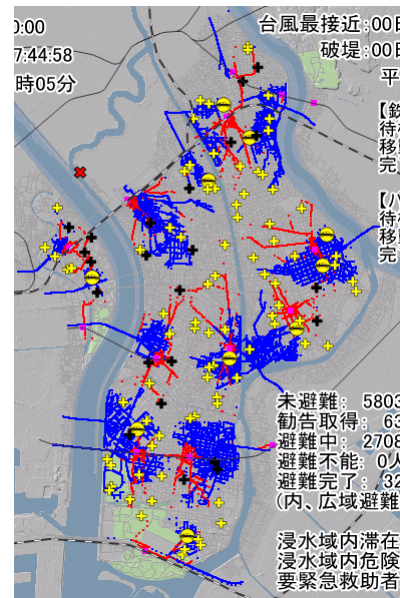 0:00
台風最接近:00日
7:44:58
破堤:00日
時05分
平
【鉄
待機
移動
完
【バ
待機
移動
完
未避難: 5803
勧告取得: 63
避難中: 2708
避難不能: 0人
避難完了: 32
(内、広域避難
浸水域内滞在
浸水域内危険
要緊急救助者